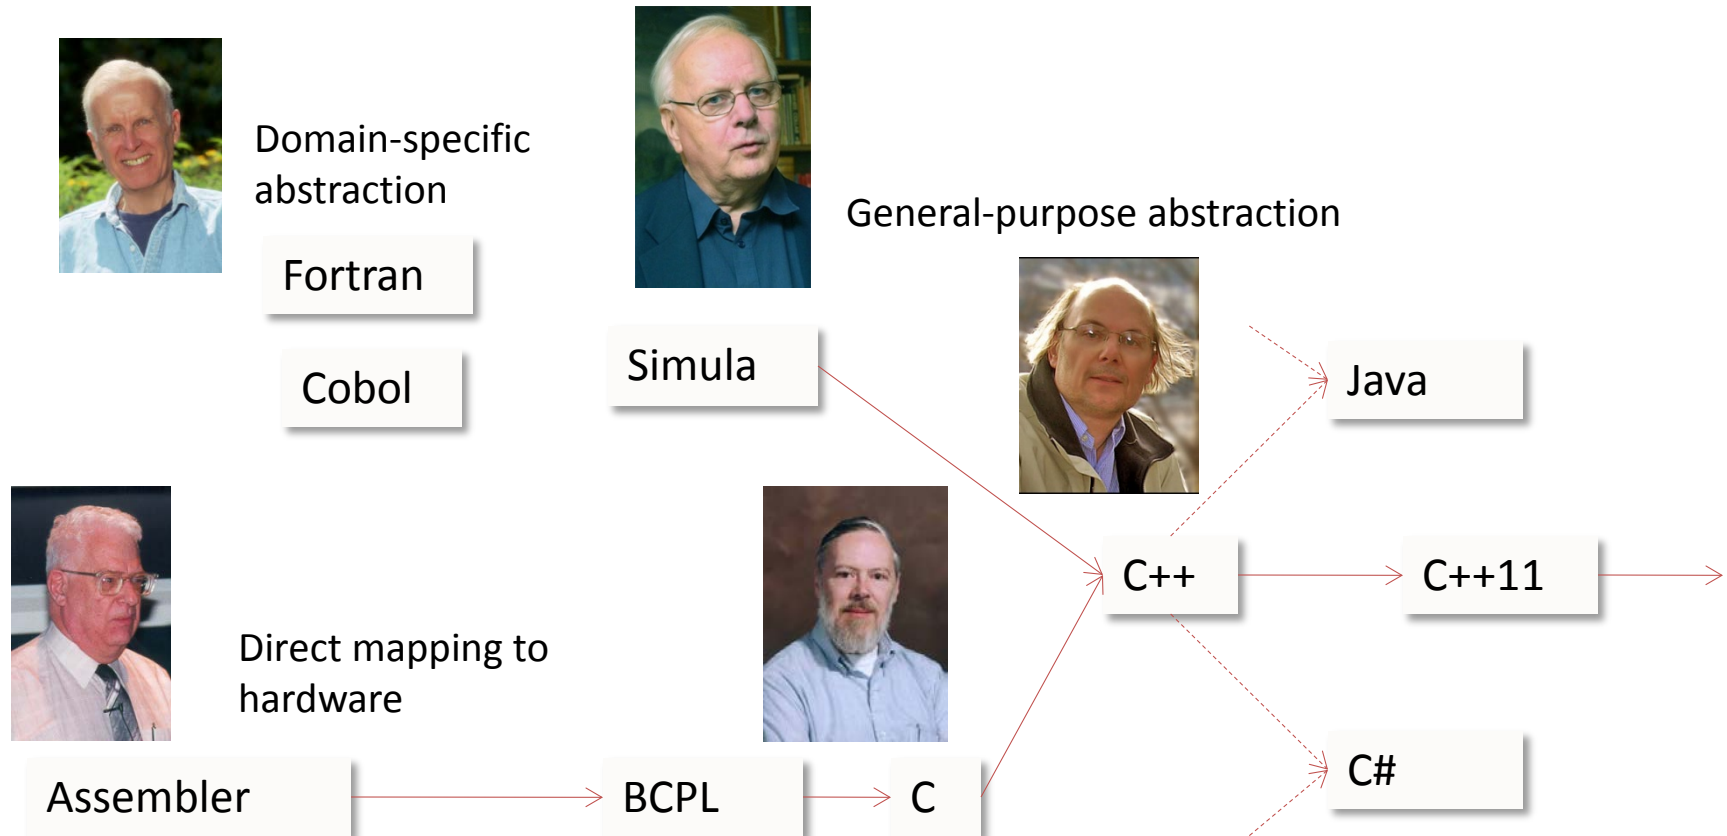 Domain-specific
abstraction
Fortran
Cobol
Simula
General-purpose abstraction
Java
C++
C++11
Direct mapping to
hardware
Assembler
BCPL
C
C#